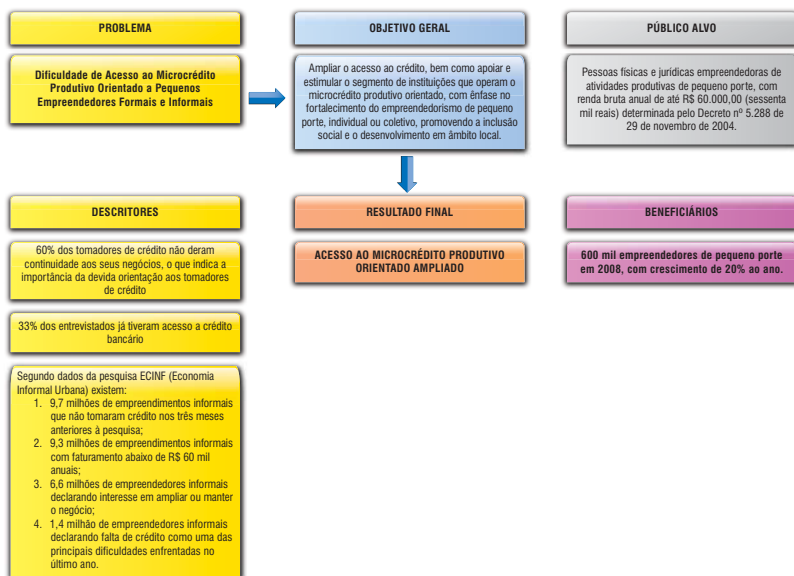 PROBLEMA
Dificuldade de Acesso ao Microcrédito
Produtivo Orientado a Pequenos
Empreendedores Formais e Informais
OBJETIVO GERAL
Ampliar o acesso ao crédito, bem como apoiar e
estimular o segmento de instituições que operam o
microcrédito produtivo orientado, com ênfase no
fortalecimento do empreendedorismo de pequeno
porte, individual ou coletivo, promovendo a inclusão
social e o desenvolvimento em âmbito local.
PÚBLICO ALVO
Pessoas físicas e jurídicas empreendedoras de
atividades produtivas de pequeno porte, com
renda bruta anual de até R$ 60.000,00 (sessenta
mil reais) determinada pelo Decreto nº 5.288 de
29 de novembro de 2004.
DESCRITORES
60% dos tomadores de crédito não deram
continuidade aos seus negócios, o que indica a
importância da devida orientação aos tomadores
de crédito
33% dos entrevistados já tiveram acesso a crédito
bancário
Segundo dados da pesquisa ECINF (Economia
Informal Urbana) existem:
1. 9,7 milhões de empreendimentos informais
que não tomaram crédito nos três meses
anteriores à pesquisa;
2. 9,3 milhões de empreendimentos informais
com faturamento abaixo de R$ 60 mil
anuais;
3. 6,6 milhões de empreendedores informais
declarando interesse em ampliar ou manter
o negócio;
4. 1,4 milhão de empreendedores informais
declarando falta de crédito como uma das
principais dificuldades enfrentadas no
último ano.
RESULTADO FINAL
ACESSO AO MICROCRÉDITO PRODUTIVO
ORIENTADO AMPLIADO
BENEFICIÁRIOS
600 mil empreendedores de pequeno porte
em 2008, com crescimento de 20% ao ano.